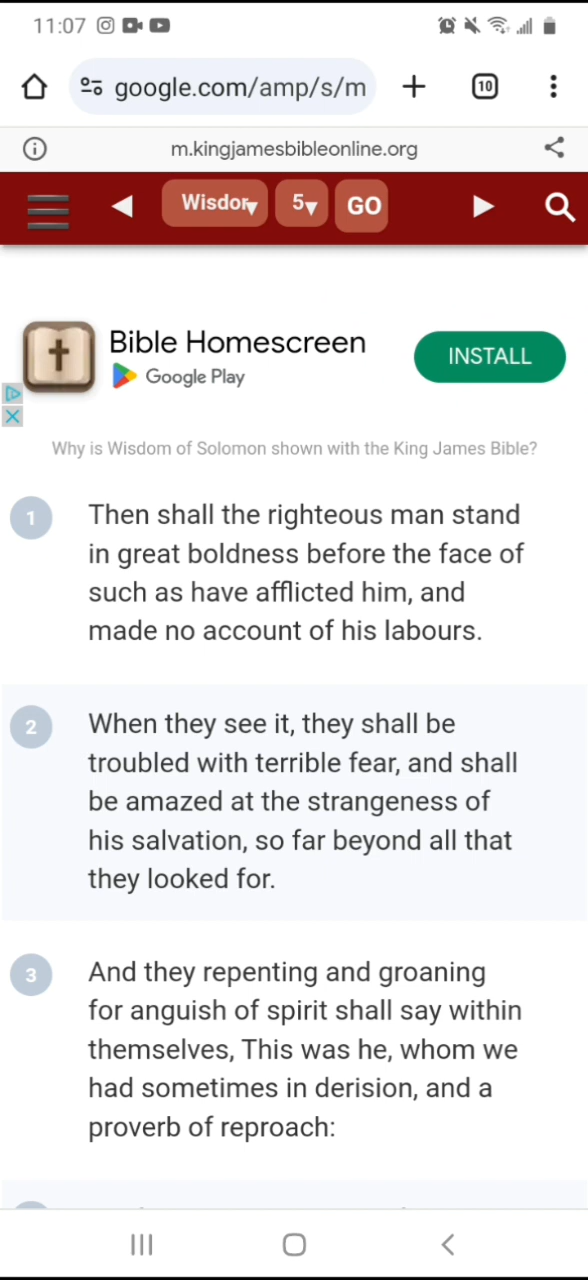 11:07
google.com/amp/s/m
10
m.kingjamesbibleonline.org
Wisdor
5
GO
Bible Homescreen
INSTALL
Google Play
Why is Wisdom of Solomon shown with the King James Bible?
1
Then shall the righteous man stand
in great boldness before the face of
such as have afflicted him, and
made no account of his labours.
2
When they see it, they shall be
troubled with terrible fear, and shall
be amazed at the strangeness of
his salvation, so far beyond all that
they looked for.
3
And they repenting and groaning
for anguish of spirit shall say within
themselves, This was he, whom we
had sometimes in derision, and a
proverb of reproach: